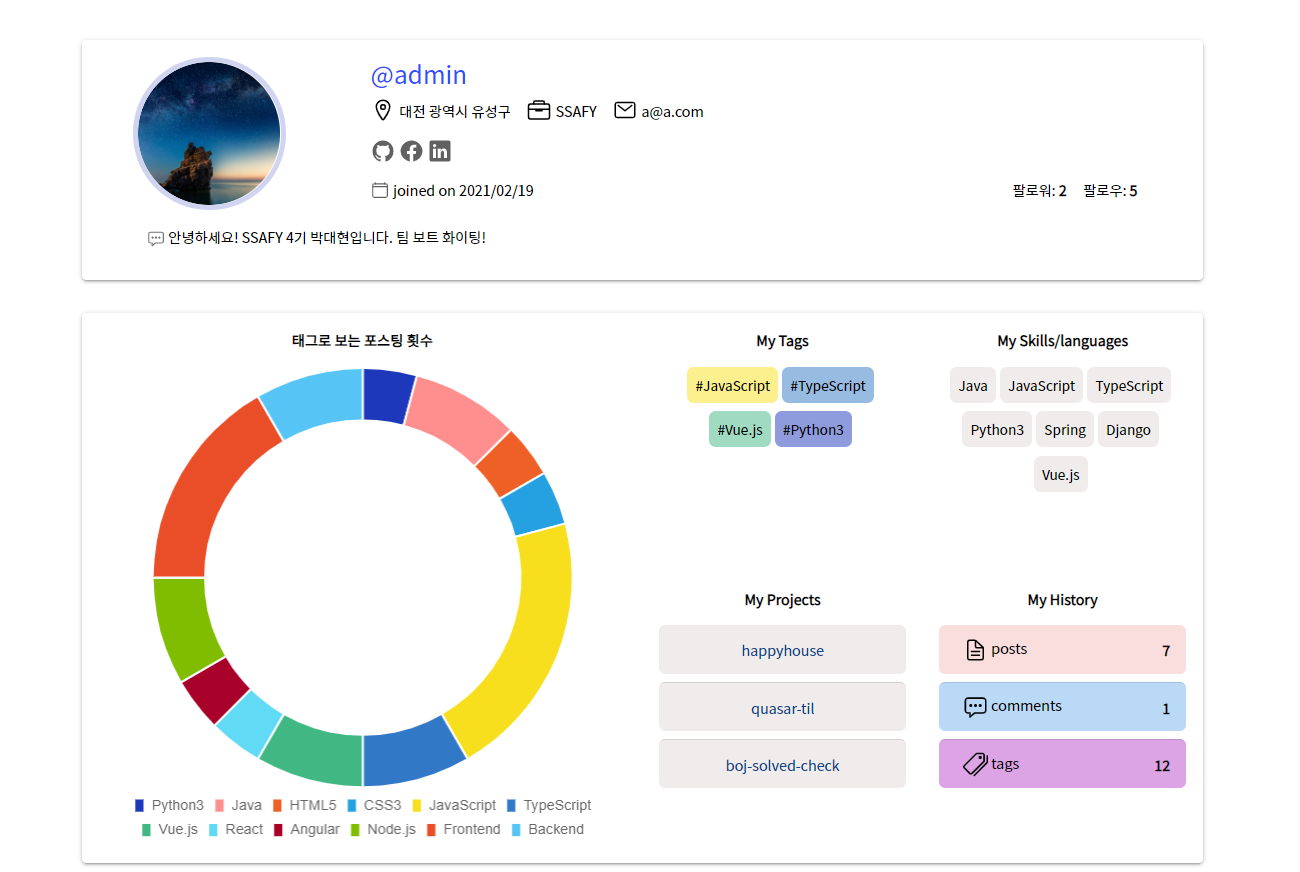 @admin
대전 광역시 유성구 SSAFY a@a.com
joined on 2021/02/19
팔로워: 2 팔로우: 5
안녕하세요! SSAFY 4기 박대현입니다. 팀 보트 화이팅!
태그로 보는 포스팅 횟수
Python3 Java HTML5 CSS3 JavaScript TypeScript
Vue.js React Angular Node.js Frontend Backend
My Tags
#JavaScript #TypeScript
#Vue.js #Python3
My Skills/languages
Java JavaScript TypeScript
Python3 Spring Django
Vue.js
My Projects
happyhouse
quasar-til
boj-solved-check
My History
posts 7
comments 1
tags 12